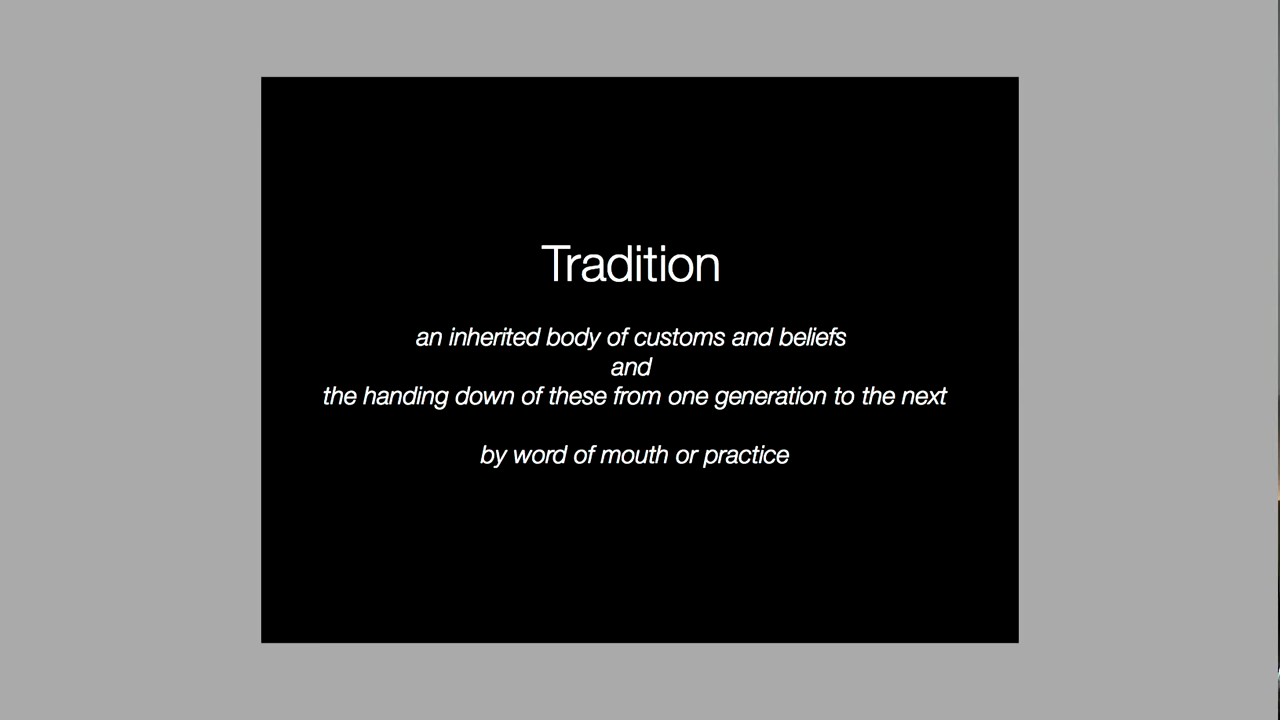 Tradition
an inherited body of customs and beliefs
and
the handing down of these from one generation to the next
by word of mouth or practice